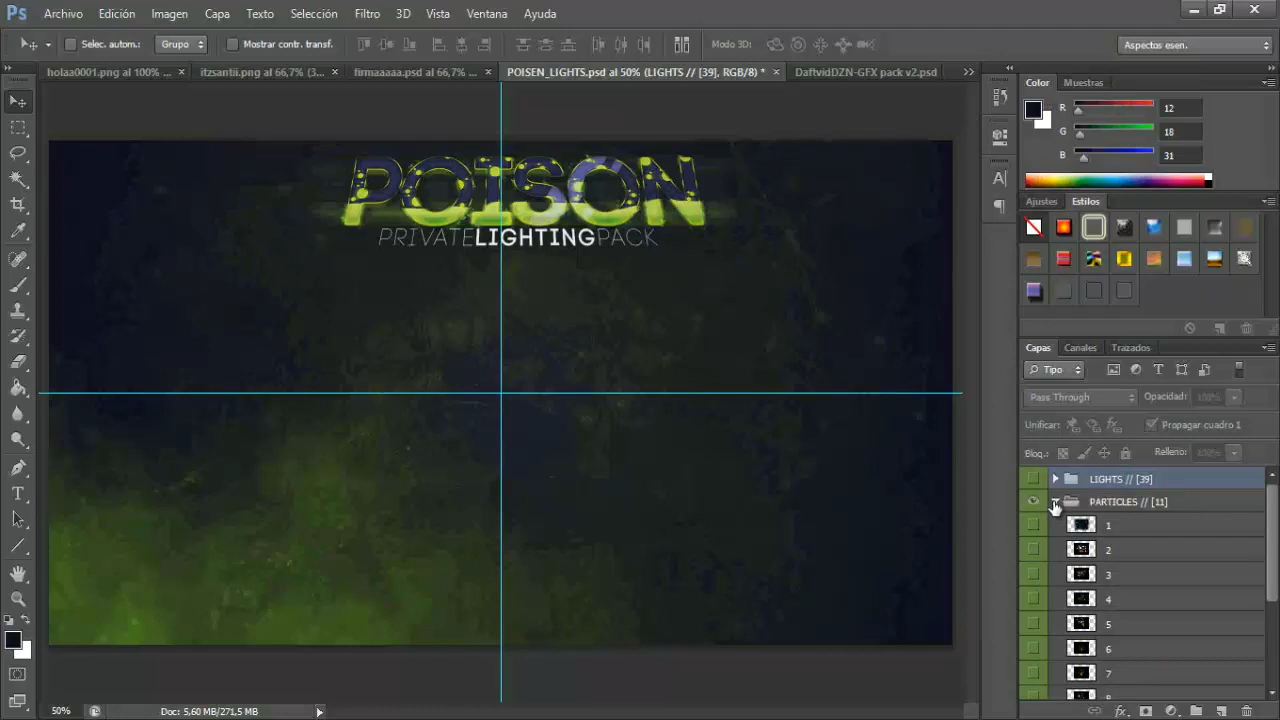 Ps Archivo Edición Imagen Capa Texto Selección Filtro 3D Vista Ventana Ayuda
Selec. autom.: Grupo Mostrar contr. transf. Modo 3D: Aspectos esen.
holaa0001.png al 100% ... × itzsantii.png al 66,7% (3... × firmaaaaa.psd al 66,7% ... × POISEN_LIGHTS.psd al 50% (LIGHTS // [39], RGB/8) * × DaftvidDZN-GFX pack v2.psd
Color Muestras
R 12
G 18
B 31
Ajustes Estilos
POISON
PRIVATELIGHTINGPACK
Capas Canales Trazados
Tipo
Pass Through Opacidad: 100%
Unificar: Propagar cuadro 1
Bloq.: Relleno: 100%
LIGHTS // [39]
PARTICLES // [11]
1
2
3
4
5
6
7
8
50% Doc: 5,60 MB/271,5 MB